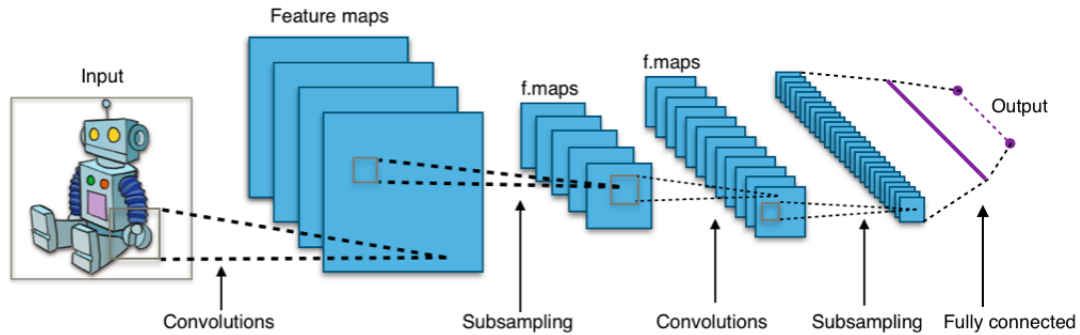 Feature maps
Input
f.maps
f.maps
Output
Convolutions
Subsampling
Convolutions
Subsampling
Fully connected